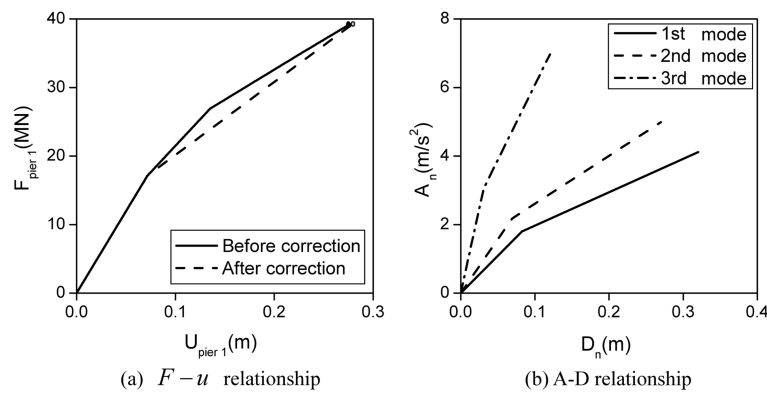 40
30
20
10
0
0.0
0.1
0.2
0.3
F pier 1 (MN)
U pier 1 (m)
Before correction
After correction
(a) F − u relationship
8
6
4
2
0
0.0
0.1
0.2
0.3
0.4
A n (m/s²)
D n (m)
1st mode
2nd mode
3rd mode
(b) A-D relationship